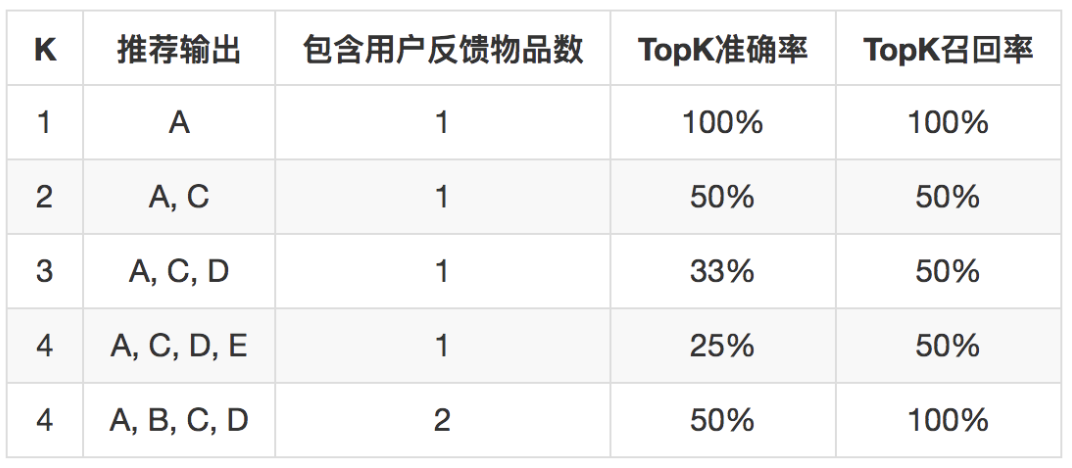 K 推荐输出 包含用户反馈物品数 TopK准确率 TopK召回率
1 A 1 100% 100%
2 A, C 1 50% 50%
3 A, C, D 1 33% 50%
4 A, C, D, E 1 25% 50%
4 A, B, C, D 2 50% 100%